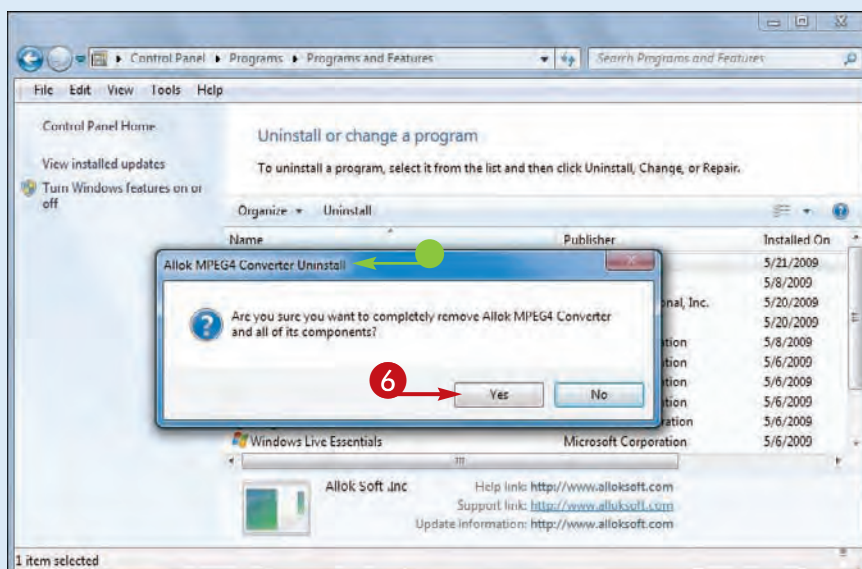 Control Panel ▸ Programs ▸ Programs and Features
Search Programs and Features
File Edit View Tools Help
Control Panel Home
View installed updates
Turn Windows features on or
off
Uninstall or change a program
To uninstall a program, select it from the list and then click Uninstall, Change, or Repair.
Organize Uninstall
Name Publisher Installed On
5/21/2009
5/8/2009
onal, Inc. 5/20/2009
5/20/2009
ation 5/8/2009
ation 5/6/2009
ation 5/6/2009
ation 5/6/2009
ration 5/6/2009
Windows Live Essentials Microsoft Corporation 5/6/2009
Allok MPEG4 Converter Uninstall
Are you sure you want to completely remove Allok MPEG4 Converter
and all of its components?
6
Yes No
Allok Soft .Inc
Help link: http://www.alloksoft.com
Support link: http://www.alloksoft.com
Update information: http://www.alloksoft.com
1 item selected